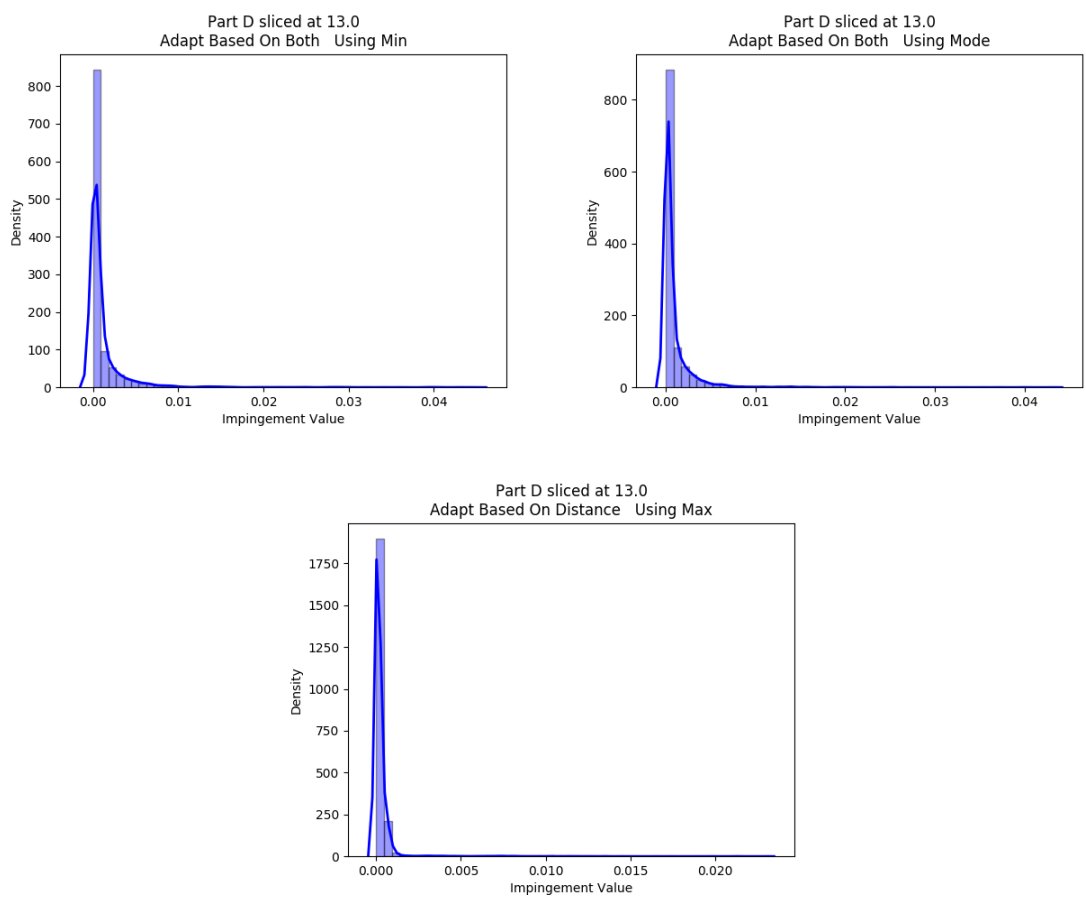 Part D sliced at 13.0
Adapt Based On Both   Using Min
800
700
600
500
400
300
200
100
0
Density
0.00 0.01 0.02 0.03 0.04
Impingement Value
Part D sliced at 13.0
Adapt Based On Both   Using Mode
800
600
400
200
0
Density
0.00 0.01 0.02 0.03 0.04
Impingement Value
Part D sliced at 13.0
Adapt Based On Distance   Using Max
1750
1500
1250
1000
750
500
250
0
Density
0.000 0.005 0.010 0.015 0.020
Impingement Value